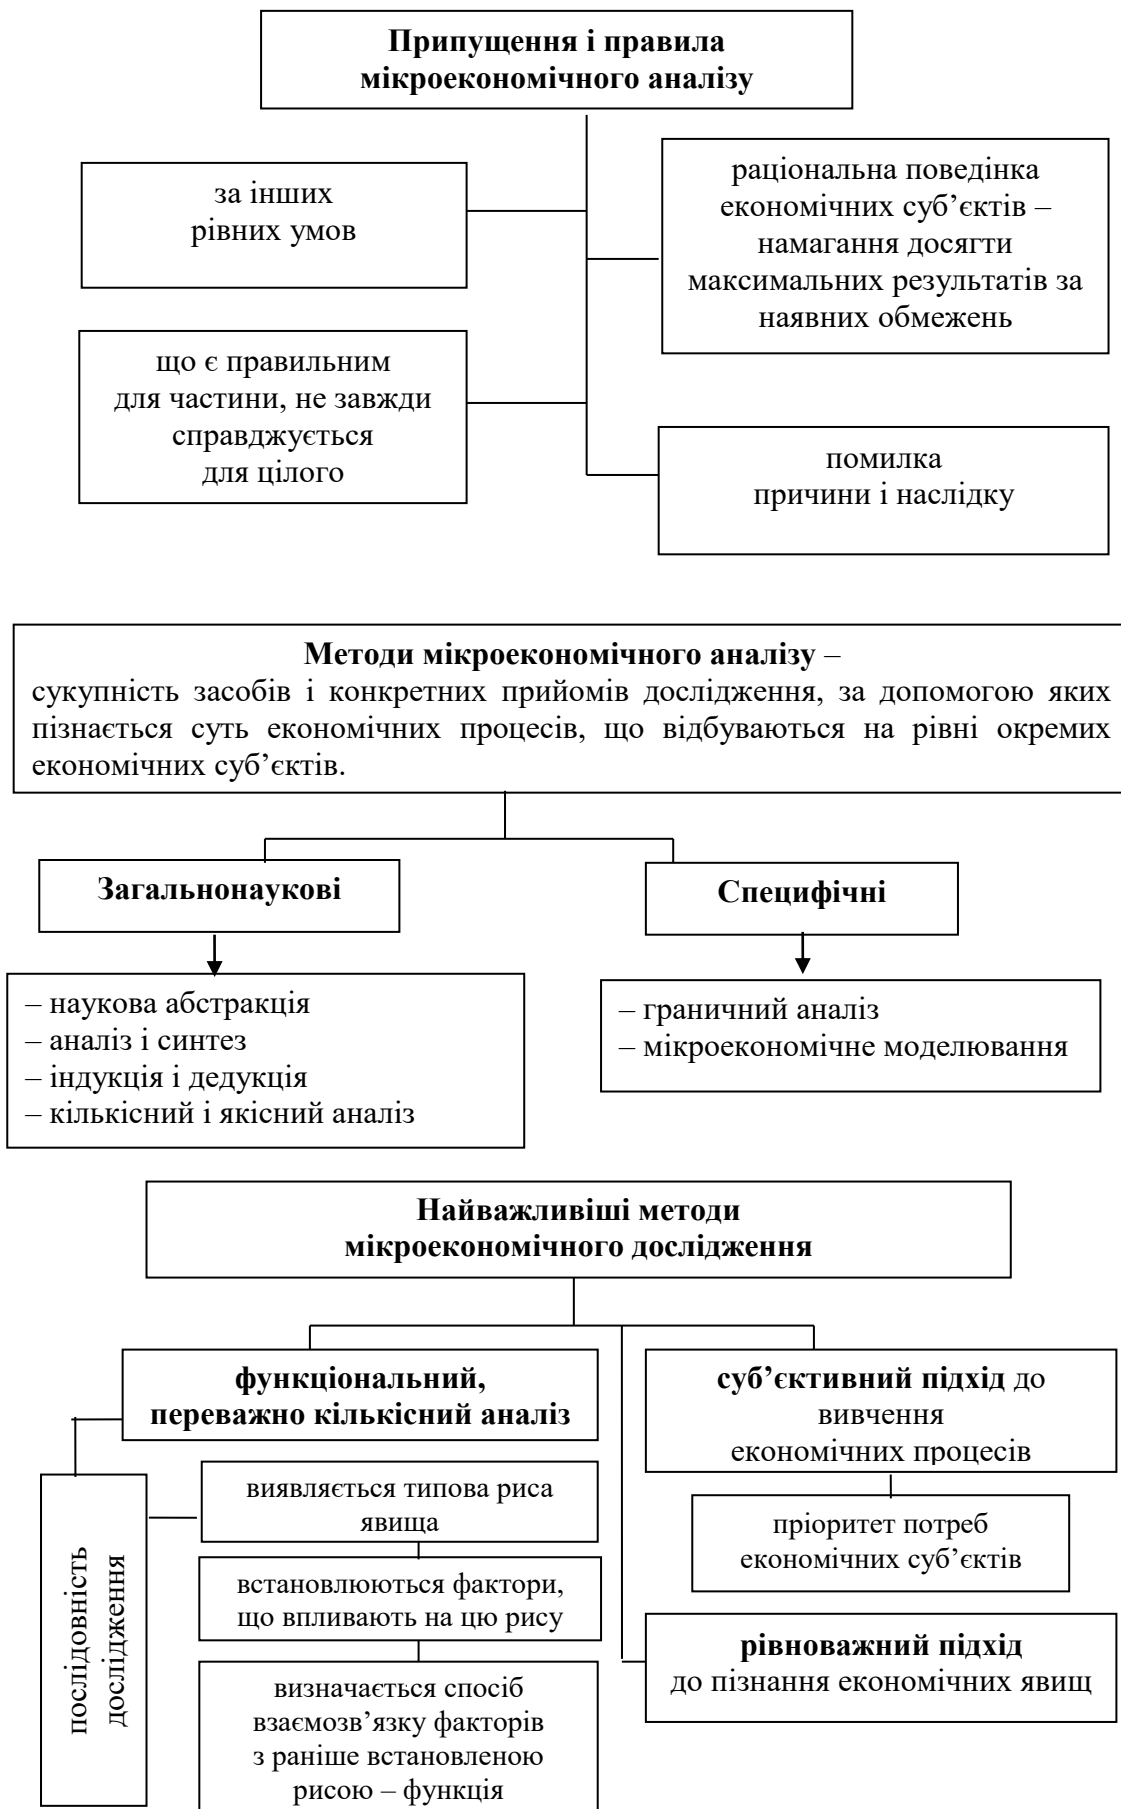 Припущення і правила
мікроекономічного аналізу
за інших
рівних умов
раціональна поведінка
економічних суб’єктів –
намагання досягти
максимальних результатів за
наявних обмежень
що є правильним
для частини, не завжди
справджується
для цілого
помилка
причини і наслідку
Методи мікроекономічного аналізу –
сукупність засобів і конкретних прийомів дослідження, за допомогою яких
пізнається суть економічних процесів, що відбуваються на рівні окремих
економічних суб’єктів.
Загальнонаукові
Специфічні
– наукова абстракція
– аналіз і синтез
– індукція і дедукція
– кількісний і якісний аналіз
– граничний аналіз
– мікроекономічне моделювання
Найважливіші методи
мікроекономічного дослідження
функціональний,
переважно кількісний аналіз
суб’єктивний підхід до
вивчення
економічних процесів
послідовність
дослідження
виявляється типова риса
явища
встановлюються фактори,
що впливають на цю рису
визначається спосіб
взаємозв’язку факторів
з раніше встановленою
рисою – функція
пріоритет потреб
економічних суб’єктів
рівноважний підхід
до пізнання економічних явищ